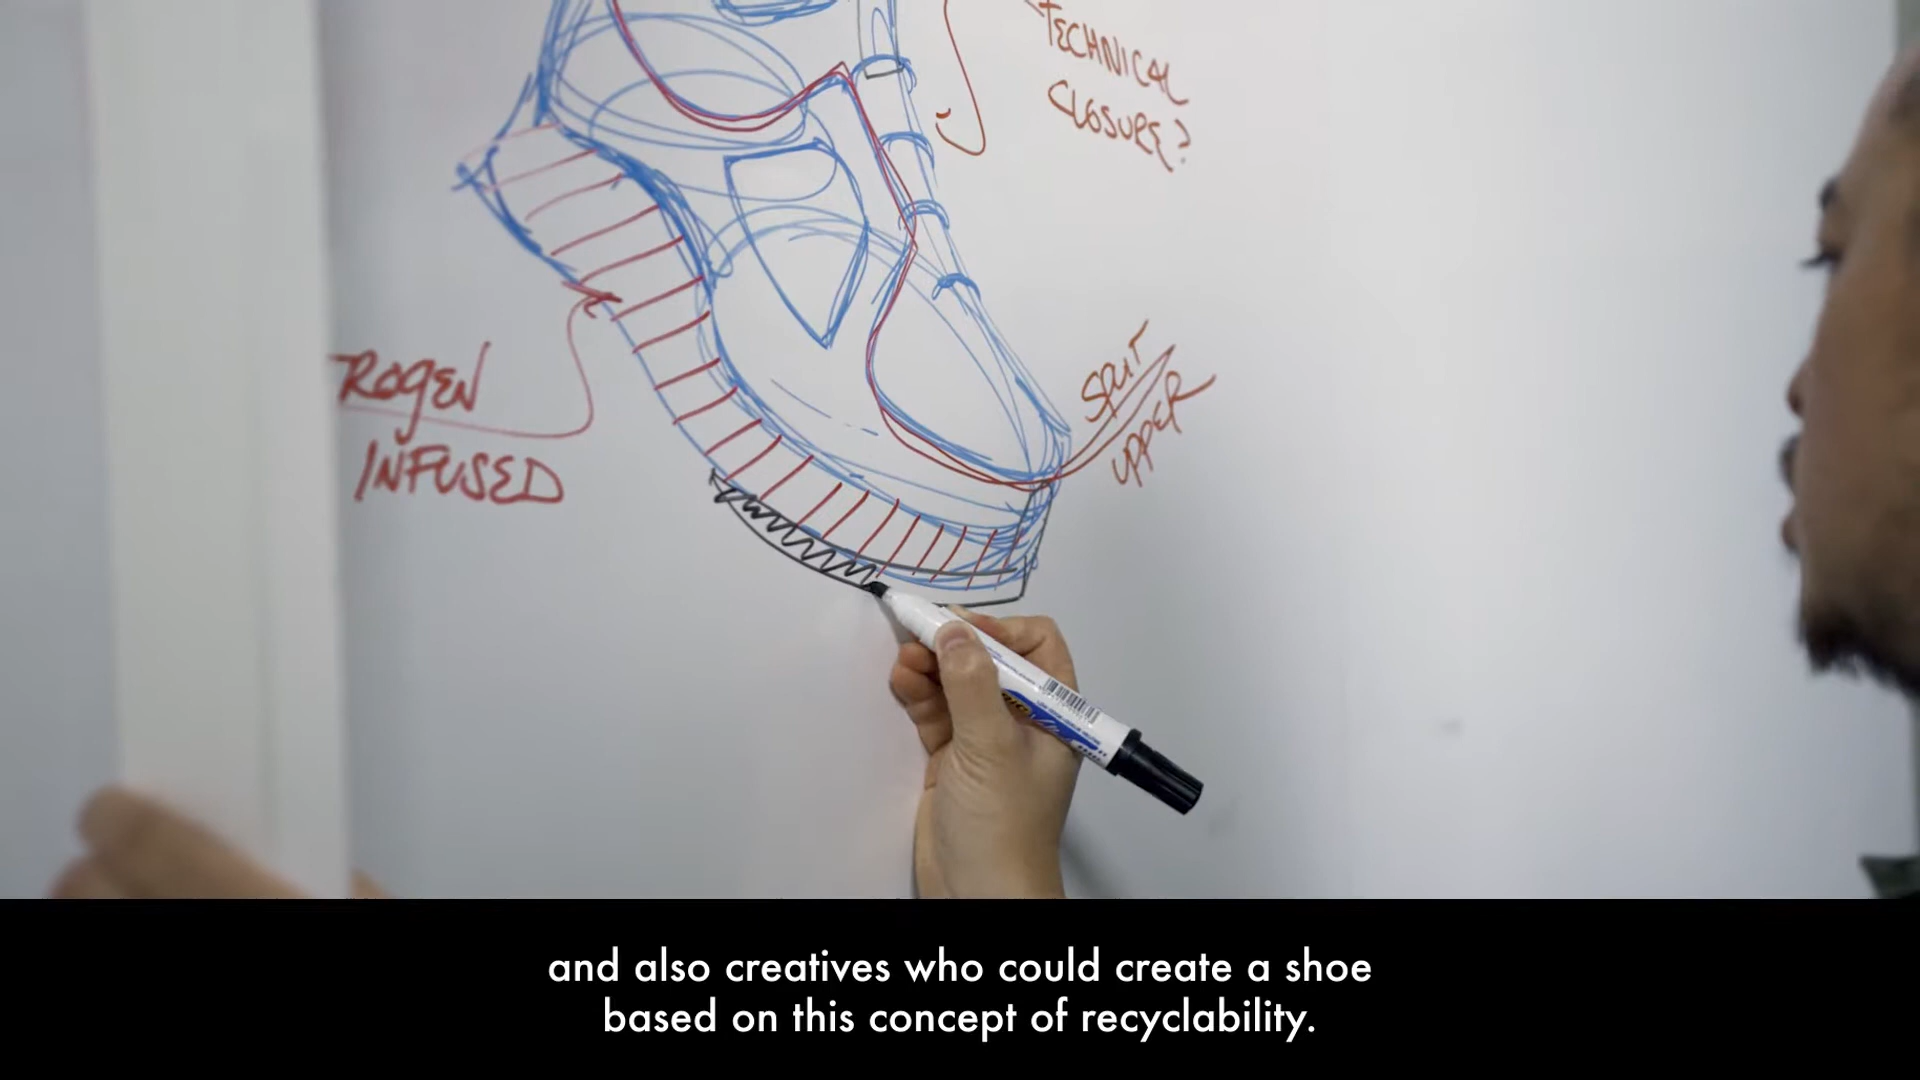 TECHNICAL
CLOSURE?
SPLIT
UPPER
ROGEN
INFUSED
and also creatives who could create a shoe
based on this concept of recyclability.